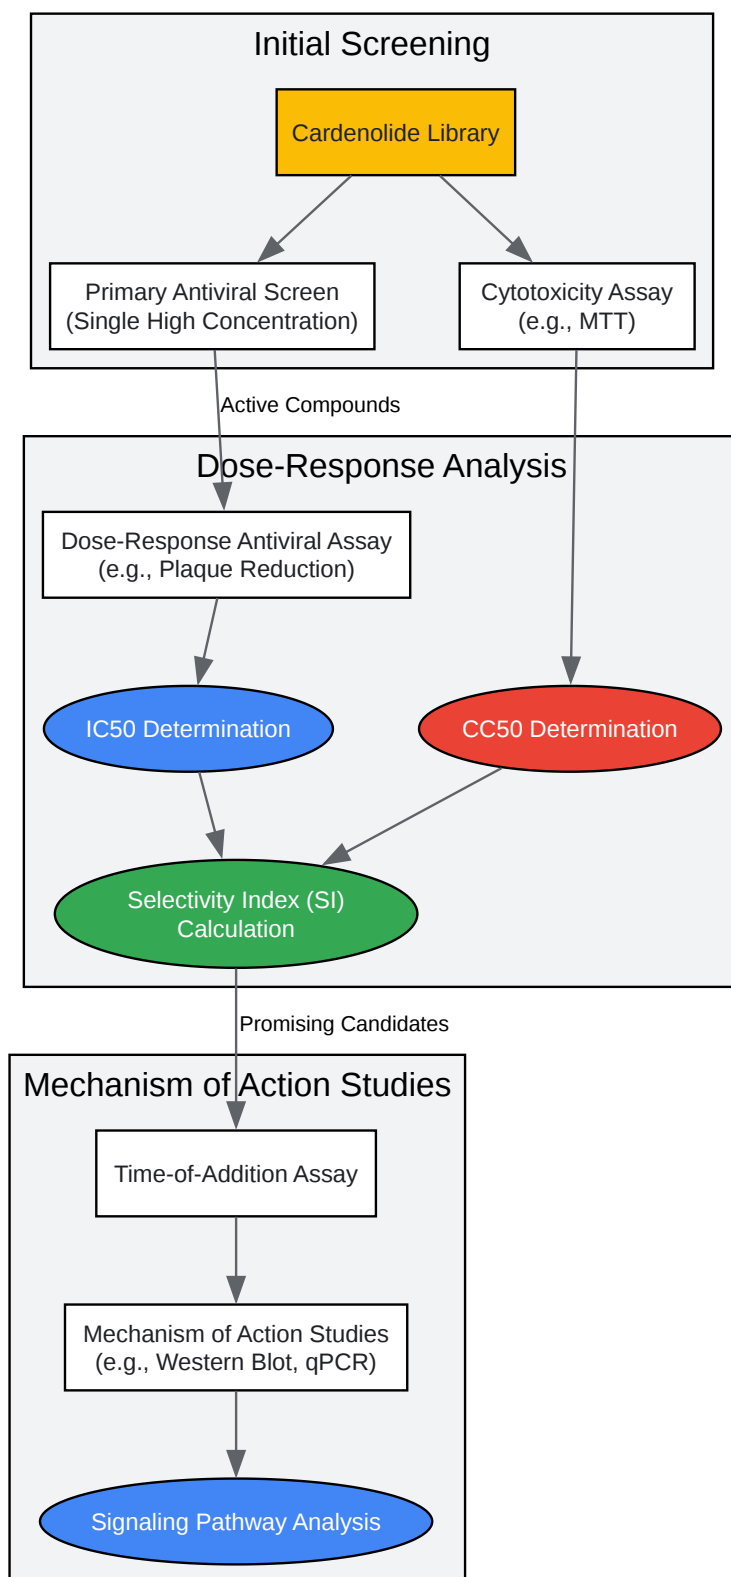 Initial Screening
Cardenolide Library
Primary Antiviral Screen
(Single High Concentration)
Cytotoxicity Assay
(e.g., MTT)
Active Compounds
Dose-Response Analysis
Dose-Response Antiviral Assay
(e.g., Plaque Reduction)
IC50 Determination
CC50 Determination
Selectivity Index (SI)
Calculation
Promising Candidates
Mechanism of Action Studies
Time-of-Addition Assay
Mechanism of Action Studies
(e.g., Western Blot, qPCR)
Signaling Pathway Analysis